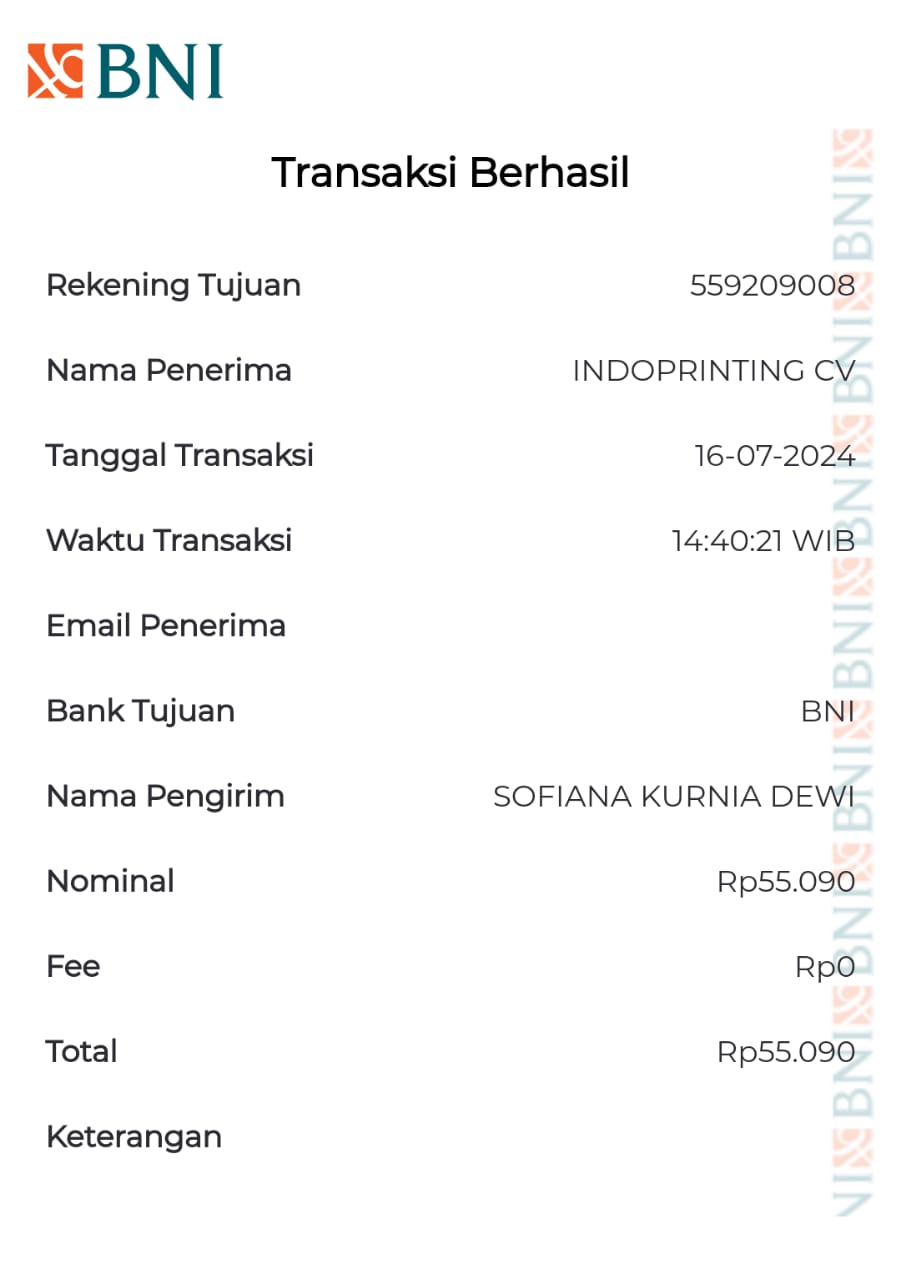 BNI
Transaksi Berhasil
Rekening Tujuan 559209008
Nama Penerima INDOPRINTING CV
Tanggal Transaksi 16-07-2024
Waktu Transaksi 14:40:21 WIB
Email Penerima
Bank Tujuan BNI
Nama Pengirim SOFIANA KURNIA DEWI
Nominal Rp55.090
Fee Rp0
Total Rp55.090
Keterangan
BNI BNI BNI BNI BNI BNI BNI NI